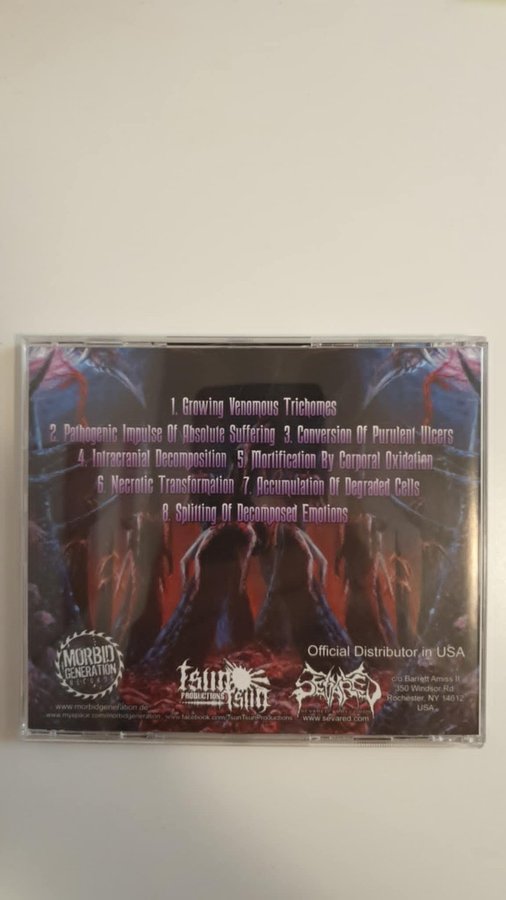 1. Growing Venomous Trichomes
2. Pathogenic Impulse Of Absolute Suffering 3. Conversion Of Purulent Ulcers
4. Intracranial Decomposition 5. Mortification By Corporal Oxidation
6. Necrotic Transformation 7. Accumulation Of Degraded Cells
8. Splitting Of Decomposed Emotions
MORBID
GENERATION
RECORDS
www.morbidgeneration.de
www.myspace.com/morbidgeneration
tsun
PRODUCTIONS
tsun
www.facebook.com/TsunTsunProductions
SEVARED
www.sevared.com
Official Distributor in USA
c/o Barrett Amiss II
350 Windsor Rd
Rochester, NY 14612
USA